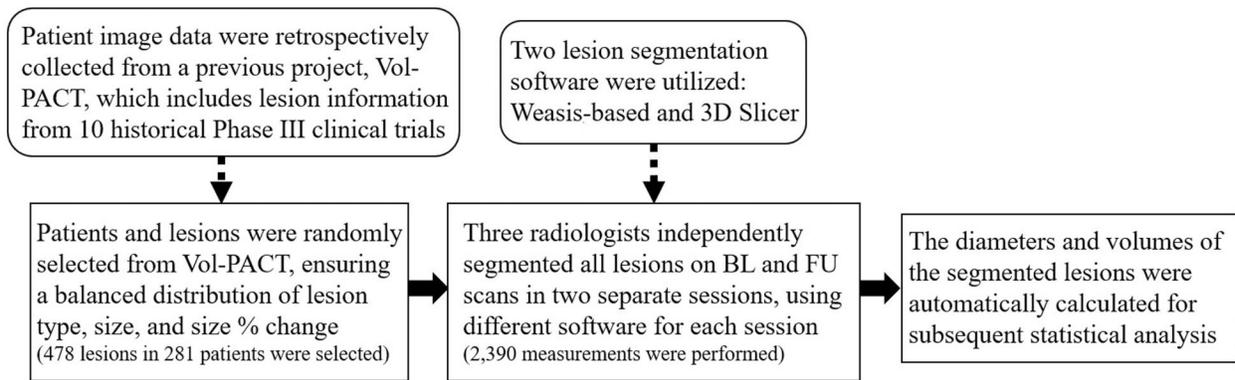 Patient image data were retrospectively
collected from a previous project, Vol-
PACT, which includes lesion information
from 10 historical Phase III clinical trials
Two lesion segmentation
software were utilized:
Weasis-based and 3D Slicer
Patients and lesions were randomly
selected from Vol-PACT, ensuring
a balanced distribution of lesion
type, size, and size % change
(478 lesions in 281 patients were selected)
Three radiologists independently
segmented all lesions on BL and FU
scans in two separate sessions, using
different software for each session
(2,390 measurements were performed)
The diameters and volumes of
the segmented lesions were
automatically calculated for
subsequent statistical analysis